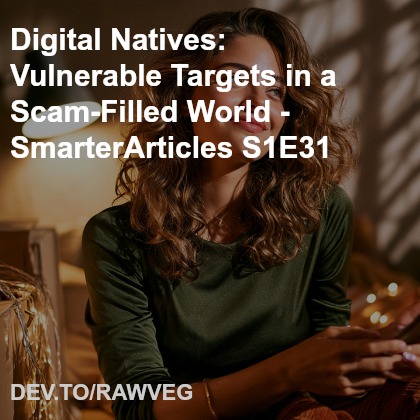 Digital Natives:
Vulnerable Targets in a
Scam-Filled World -
SmarterArticles S1E31
DEV.TO/RAWVEG